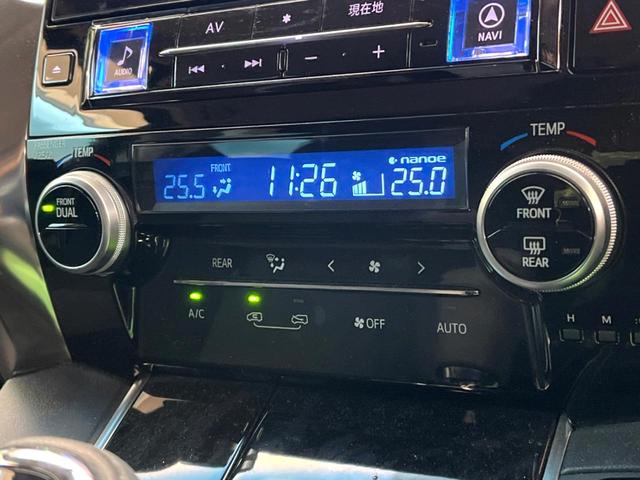 AV
*
現在地
AUDIO
NAVI
− +
PASSENGER
TEMP
TEMP
25.5
FRONT
11:26
nanoe
25.0
FRONT
DUAL
FRONT
REAR
REAR
A/C
OFF
AUTO
H M